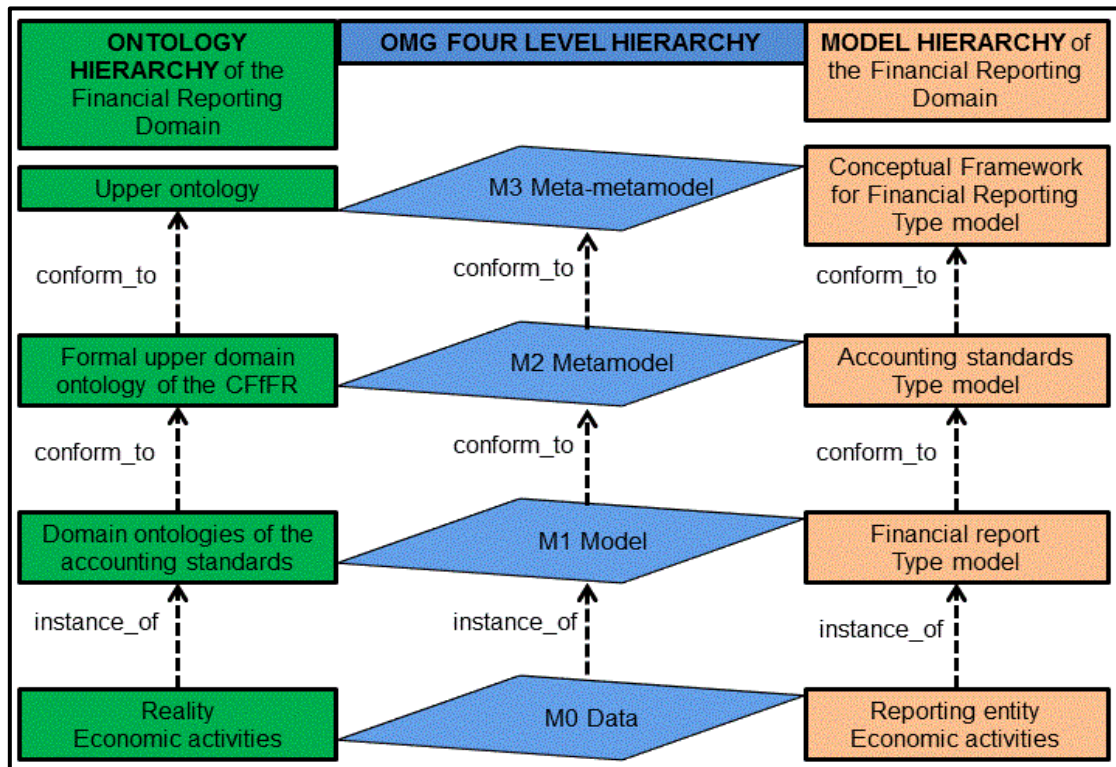 ONTOLOGY
HIERARCHY of the
Financial Reporting
Domain
OMG FOUR LEVEL HIERARCHY
MODEL HIERARCHY of
the Financial Reporting
Domain
Upper ontology
M3 Meta-metamodel
Conceptual Framework
for Financial Reporting
Type model
conform_to
conform_to
conform_to
Formal upper domain
ontology of the CFfFR
M2 Metamodel
Accounting standards
Type model
conform_to
conform_to
conform_to
Domain ontologies of the
accounting standards
M1 Model
Financial report
Type model
instance_of
instance_of
instance_of
Reality
Economic activities
M0 Data
Reporting entity
Economic activities